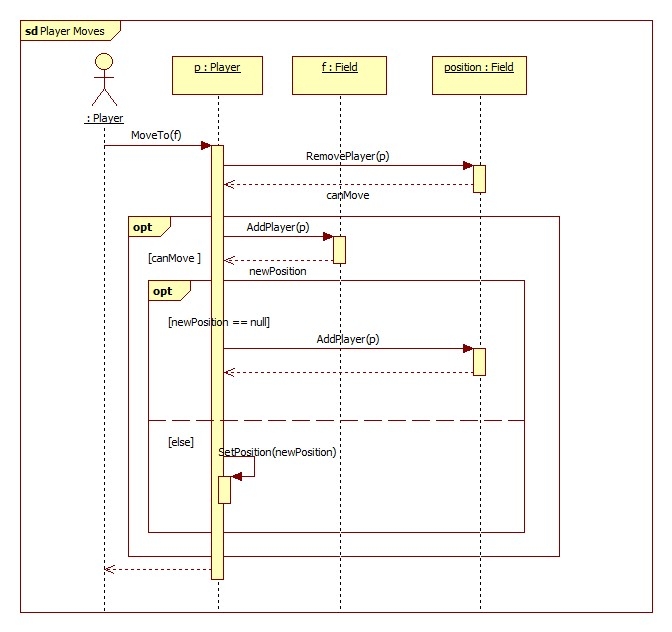 sd Player Moves
p : Player
f : Field
position : Field
: Player
MoveTo(f)
RemovePlayer(p)
canMove
opt
AddPlayer(p)
[canMove ]
newPosition
opt
[newPosition == null]
AddPlayer(p)
[else]
SetPosition(newPosition)